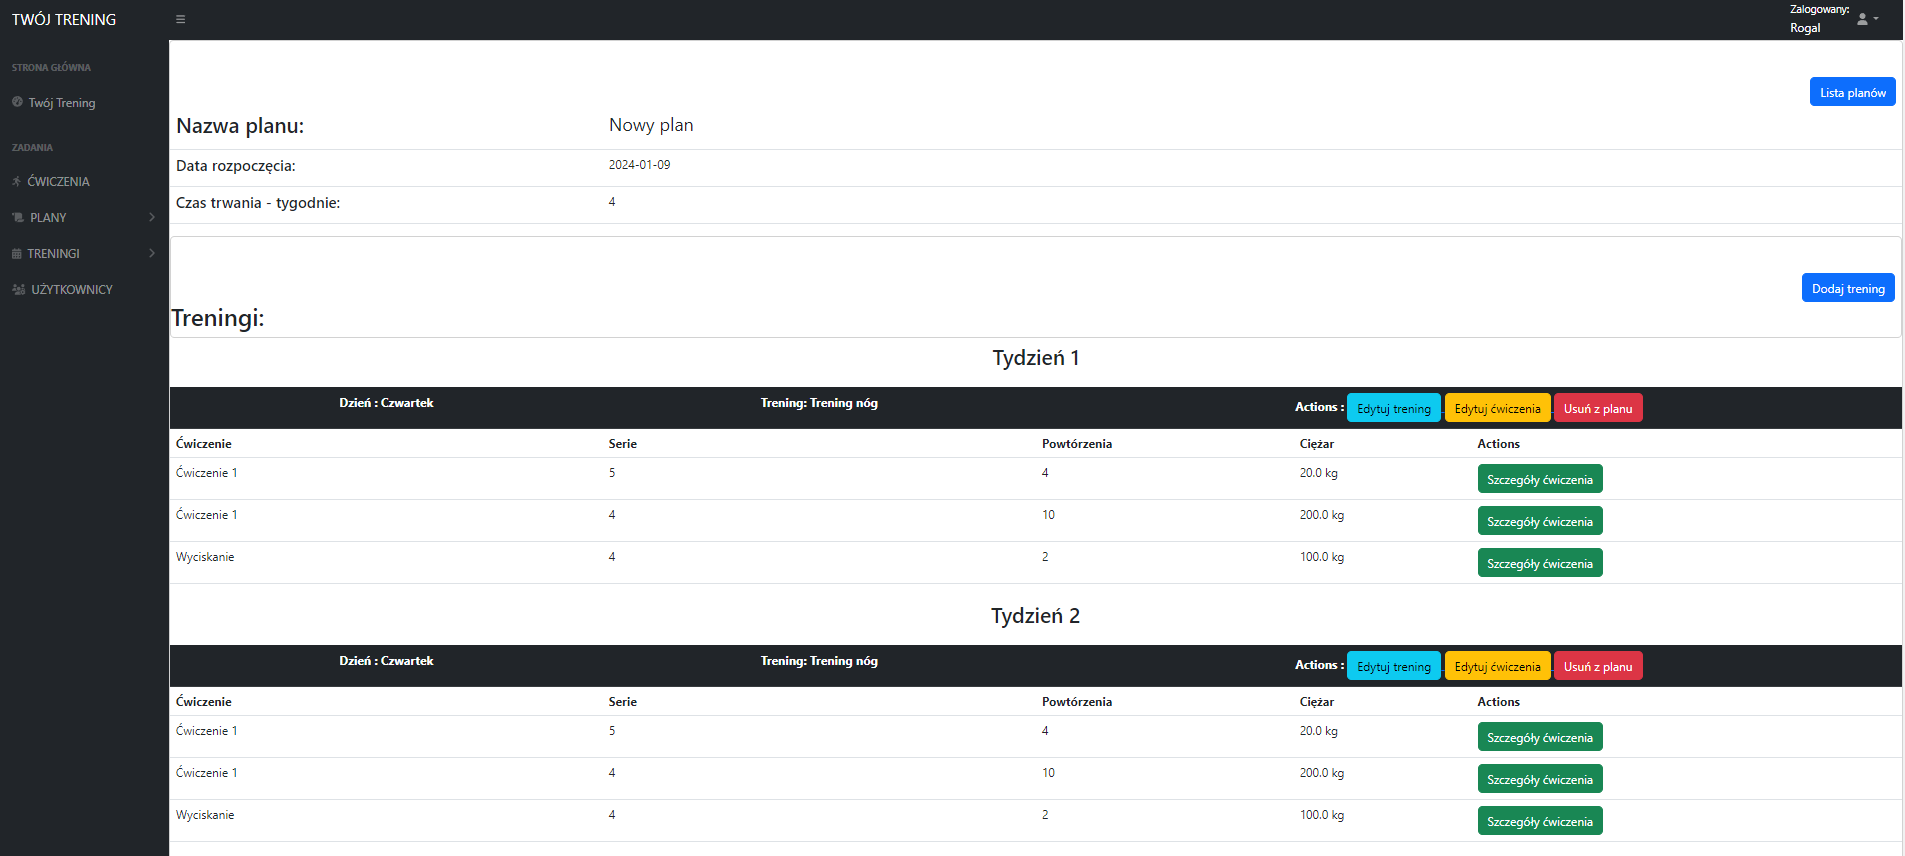 TWÓJ TRENING
Zalogowany:
Rogal
STRONA GŁÓWNA
Twój Trening
ZADANIA
ĆWICZENIA
PLANY
TRENINGI
UŻYTKOWNICY
Lista planów
Nazwa planu: Nowy plan
Data rozpoczęcia: 2024-01-09
Czas trwania - tygodnie: 4
Dodaj trening
Treningi:
Tydzień 1
Dzień : Czwartek Trening: Trening nóg Actions : Edytuj trening Edytuj ćwiczenia Usuń z planu
Ćwiczenie Serie Powtórzenia Ciężar Actions
Ćwiczenie 1 5 4 20.0 kg Szczegóły ćwiczenia
Ćwiczenie 1 4 10 200.0 kg Szczegóły ćwiczenia
Wyciskanie 4 2 100.0 kg Szczegóły ćwiczenia
Tydzień 2
Dzień : Czwartek Trening: Trening nóg Actions : Edytuj trening Edytuj ćwiczenia Usuń z planu
Ćwiczenie Serie Powtórzenia Ciężar Actions
Ćwiczenie 1 5 4 20.0 kg Szczegóły ćwiczenia
Ćwiczenie 1 4 10 200.0 kg Szczegóły ćwiczenia
Wyciskanie 4 2 100.0 kg Szczegóły ćwiczenia